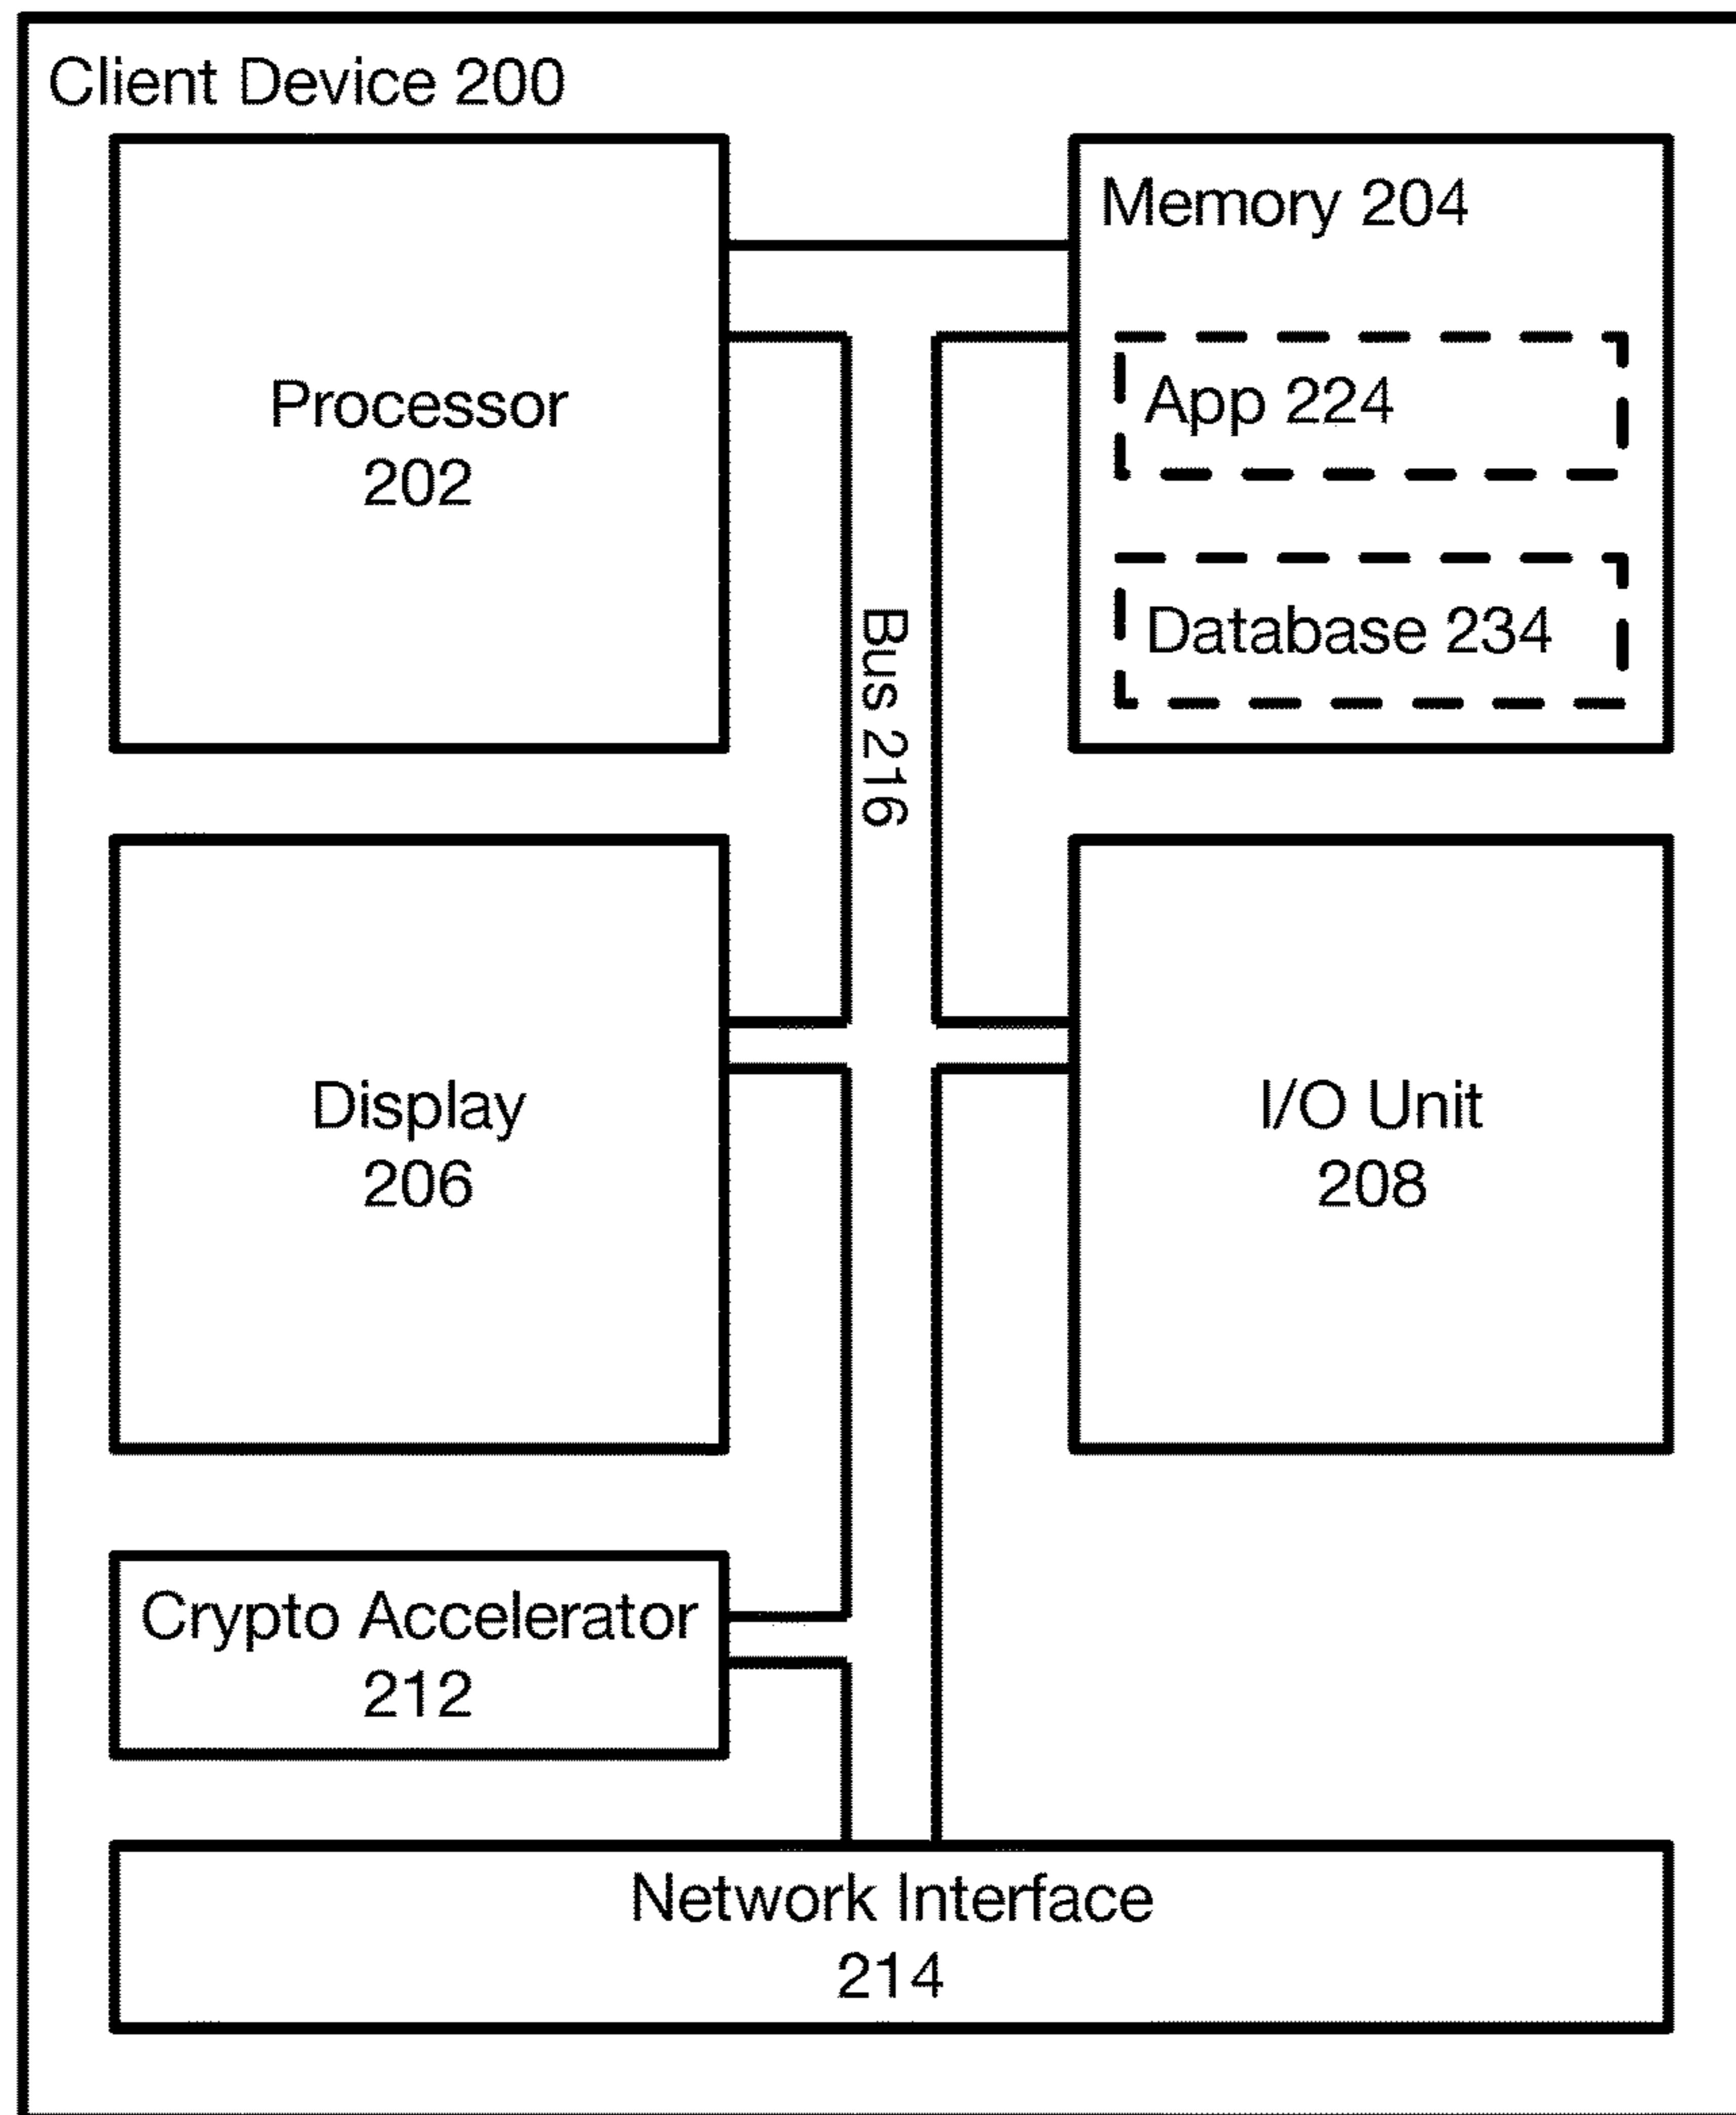 Client Device 200
Processor
202
Memory 204
App 224
Database 234
Bus 216
Display
206
I/O Unit
208
Crypto Accelerator
212
Network Interface
214